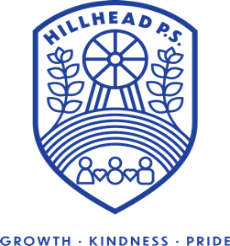 HILLHEAD P.S.
GROWTH · KINDNESS · PRIDE